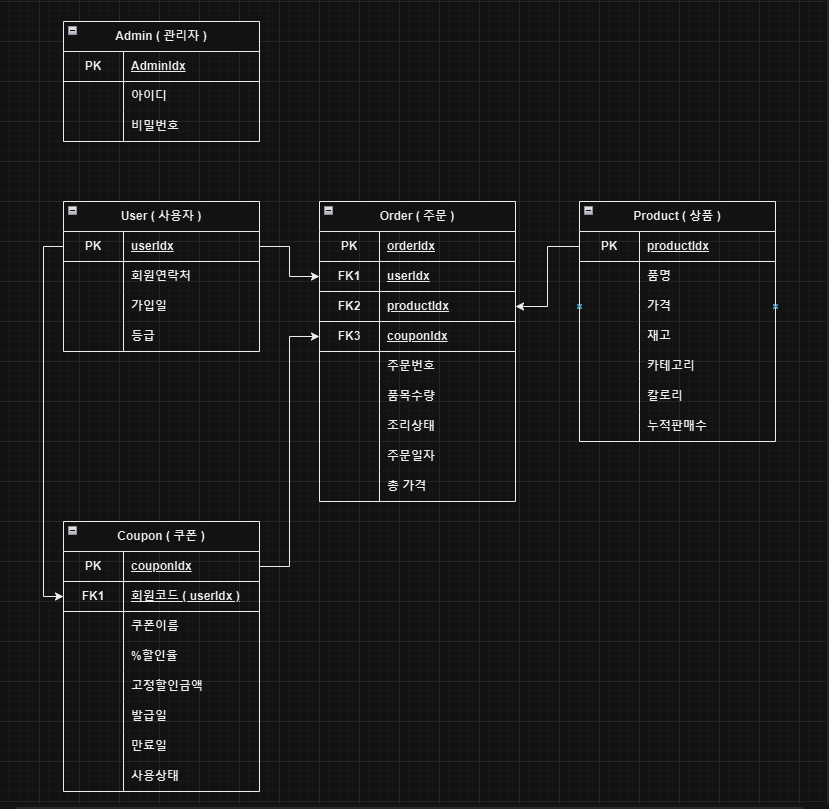 Admin ( 관리자 )
PK AdminIdx
아이디
비밀번호
User ( 사용자 )
PK userIdx
회원연락처
가입일
등급
Order ( 주문 )
PK orderIdx
FK1 userIdx
FK2 productIdx
FK3 couponIdx
주문번호
품목수량
조리상태
주문일자
총 가격
Product ( 상품 )
PK productIdx
품명
가격
재고
카테고리
칼로리
누적판매수
Coupon ( 쿠폰 )
PK couponIdx
FK1 회원코드 ( userIdx )
쿠폰이름
%할인율
고정할인금액
발급일
만료일
사용상태